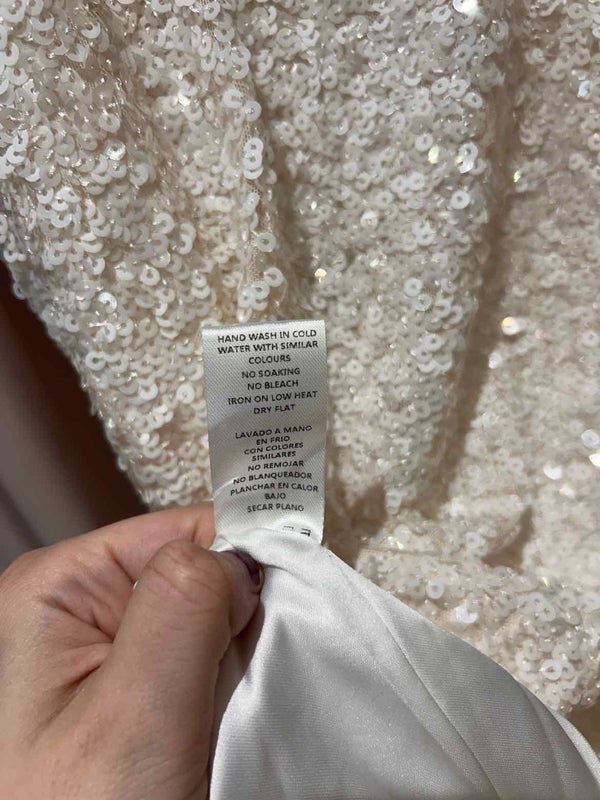 HAND WASH IN COLD
WATER WITH SIMILAR
COLOURS
NO SOAKING
NO BLEACH
IRON ON LOW HEAT
DRY FLAT
LAVADO A MANO
EN FRIO
CON COLORES
SIMILARES
NO REMOJAR
NO BLANQUEADOR
PLANCHAR EN CALOR
BAJO
SECAR PLANO